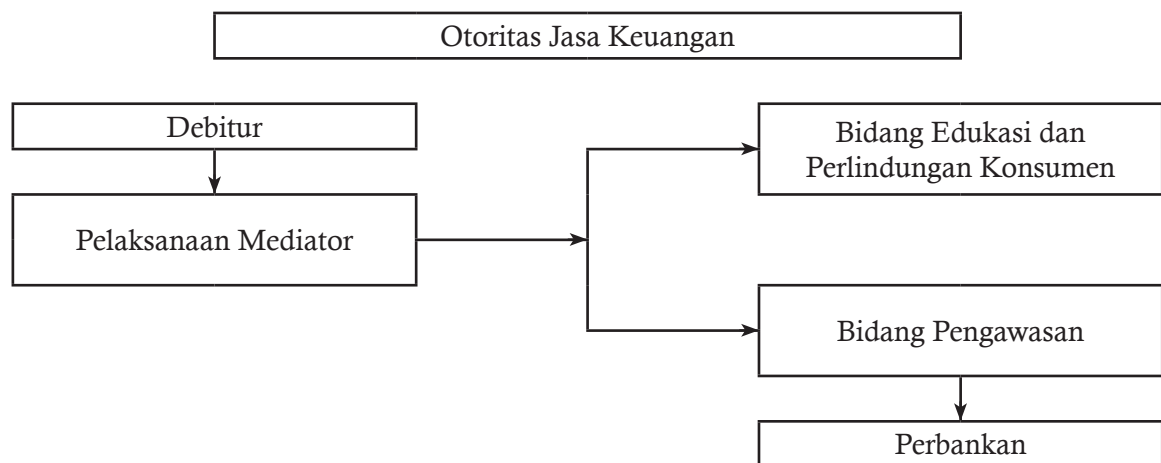 Otoritas Jasa Keuangan
Debitur
Pelaksanaan Mediator
Bidang Edukasi dan
Perlindungan Konsumen
Bidang Pengawasan
Perbankan